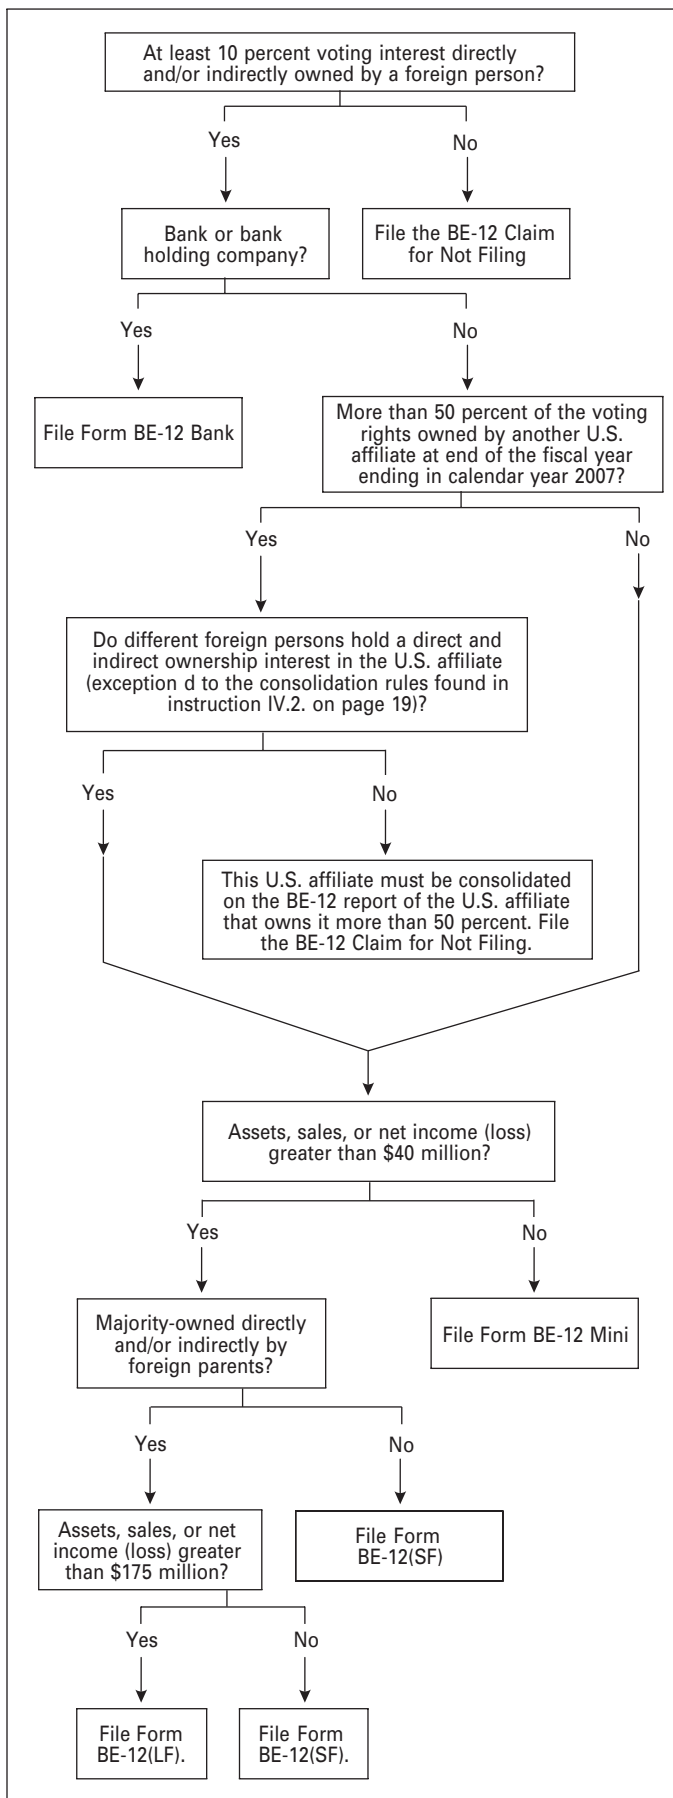 At least 10 percent voting interest directly
and/or indirectly owned by a foreign person?
Yes
No
Bank or bank
holding company?
File the BE-12 Claim
for Not Filing
Yes
No
File Form BE-12 Bank
More than 50 percent of the voting
rights owned by another U.S.
affiliate at end of the fiscal year
ending in calendar year 2007?
Yes
No
Do different foreign persons hold a direct and
indirect ownership interest in the U.S. affiliate
(exception d to the consolidation rules found in
instruction IV.2. on page 19)?
Yes
No
This U.S. affiliate must be consolidated
on the BE-12 report of the U.S. affiliate
that owns it more than 50 percent. File
the BE-12 Claim for Not Filing.
Assets, sales, or net income (loss)
greater than $40 million?
Yes
No
Majority-owned directly
and/or indirectly by
foreign parents?
File Form BE-12 Mini
Yes
No
Assets, sales, or net
income (loss) greater
than $175 million?
File Form
BE-12(SF)
Yes
No
File Form
BE-12(LF).
File Form
BE-12(SF).